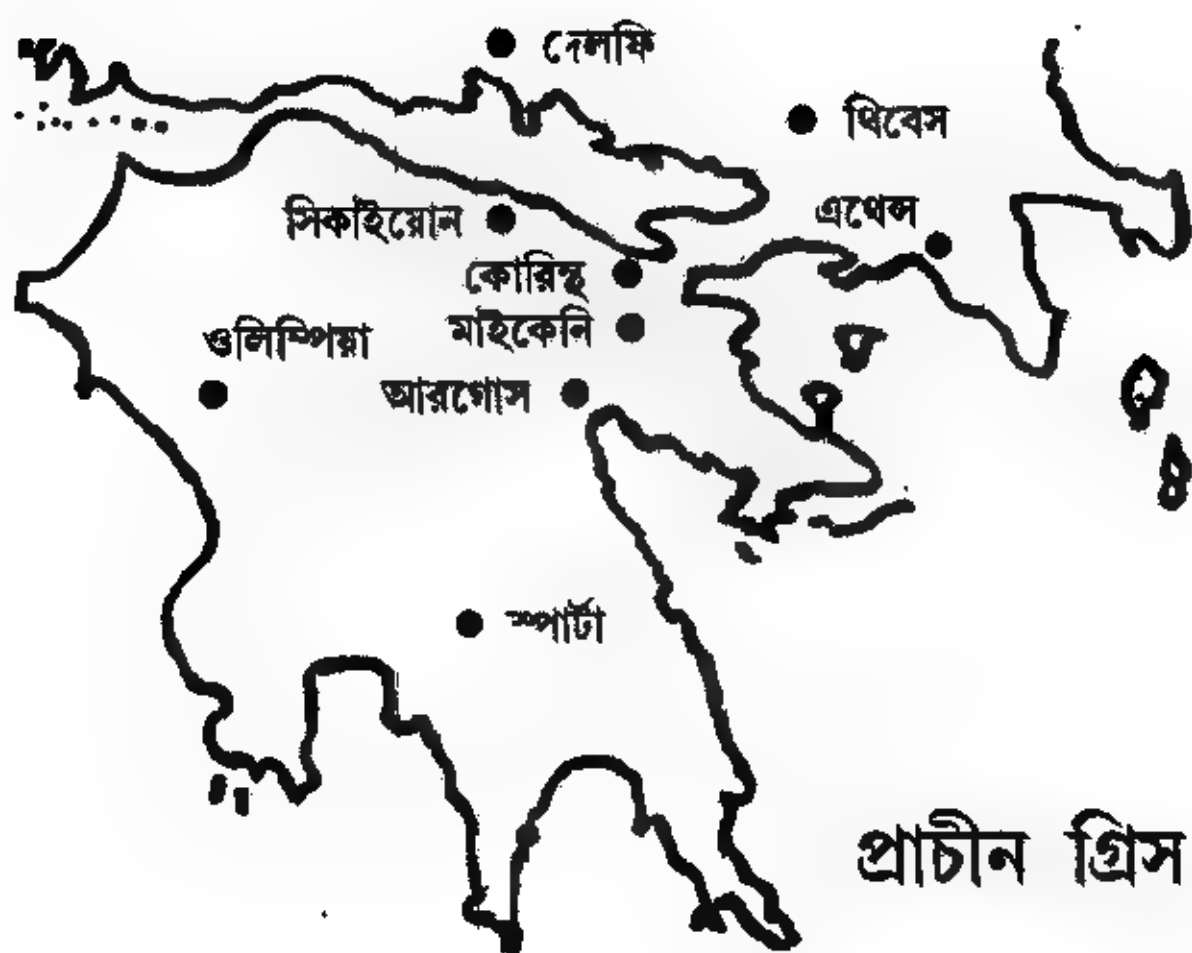 দেলফি
থিবেস
এথেন্স
সিকাইয়োন
কোরিন্থ
মাইকেনি
ওলিম্পিয়া
আরগোস
স্পার্টা
প্রাচীন গ্রিস